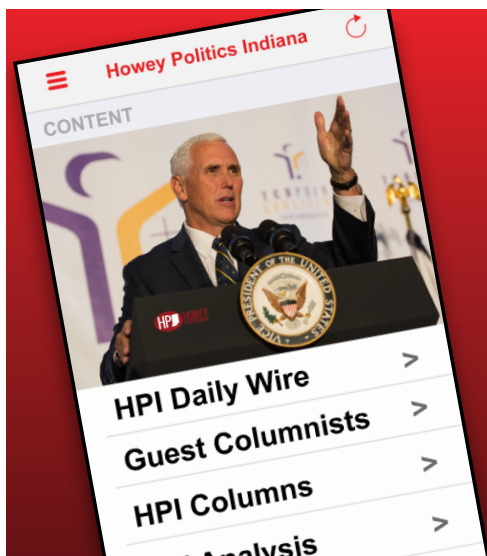 Howey Politics Indiana
CONTENT
HPI HOWEY
VICE PRESIDENT OF THE UNITED STATES
HPI Daily Wire >
Guest Columnists >
HPI Columns >
Analysis >